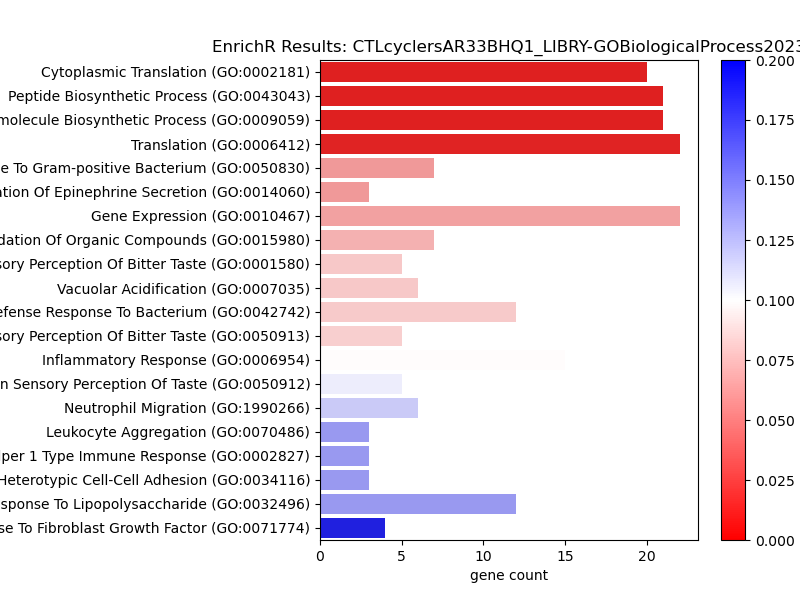 EnrichR Results: CTLcyclersAR33BHQ1_LIBRY-GOBiologicalProcess2023
Cytoplasmic Translation (GO:0002181)
Peptide Biosynthetic Process (GO:0043043)
molecule Biosynthetic Process (GO:0009059)
Translation (GO:0006412)
e To Gram-positive Bacterium (GO:0050830)
ation Of Epinephrine Secretion (GO:0014060)
Gene Expression (GO:0010467)
dation Of Organic Compounds (GO:0015980)
ory Perception Of Bitter Taste (GO:0001580)
Vacuolar Acidification (GO:0007035)
efense Response To Bacterium (GO:0042742)
ory Perception Of Bitter Taste (GO:0050913)
Inflammatory Response (GO:0006954)
n Sensory Perception Of Taste (GO:0050912)
Neutrophil Migration (GO:1990266)
Leukocyte Aggregation (GO:0070486)
per 1 Type Immune Response (GO:0002827)
Heterotypic Cell-Cell Adhesion (GO:0034116)
sponse To Lipopolysaccharide (GO:0032496)
se To Fibroblast Growth Factor (GO:0071774)
0 5 10 15 20
gene count
0.200
0.175
0.150
0.125
0.100
0.075
0.050
0.025
0.000